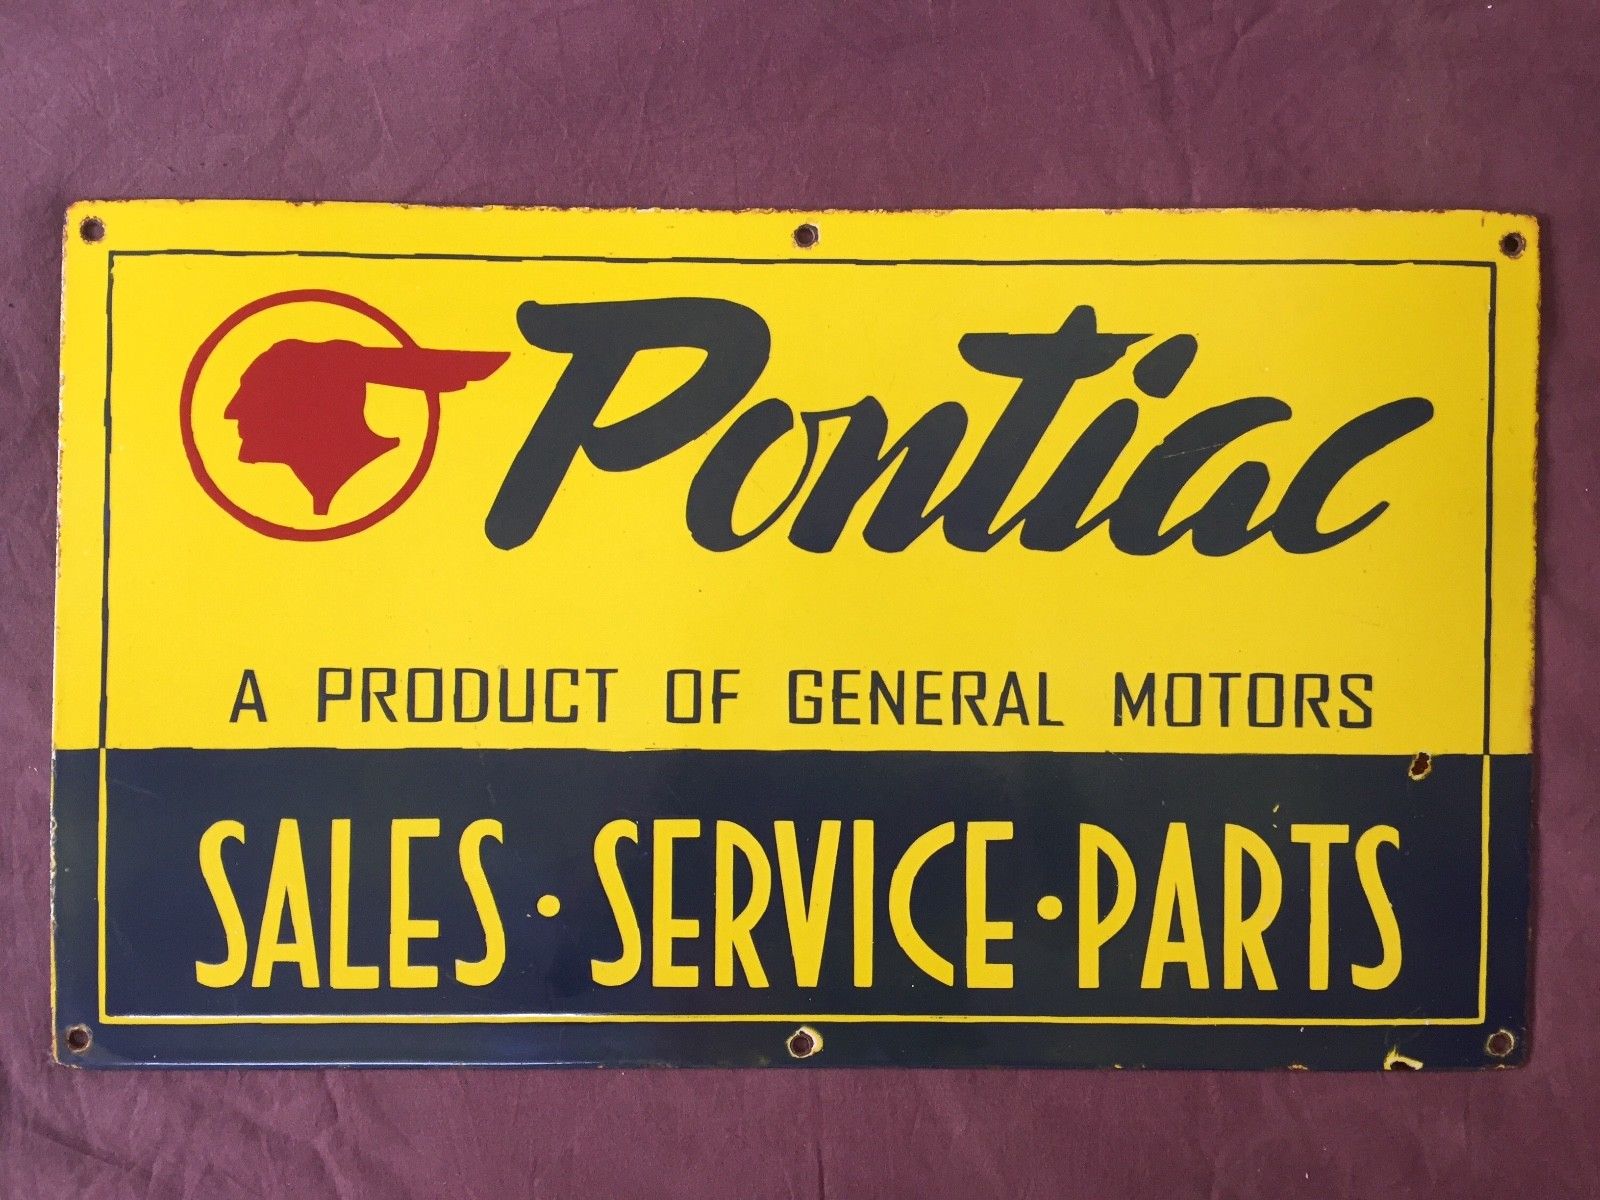 Pontiac
A PRODUCT OF GENERAL MOTORS
SALES · SERVICE · PARTS